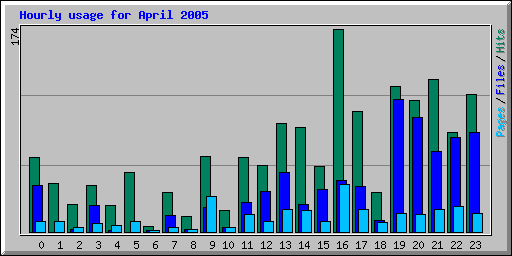 Hourly usage for April 2005
174
Pages / Files / Hits
0 1 2 3 4 5 6 7 8 9 10 11 12 13 14 15 16 17 18 19 20 21 22 23